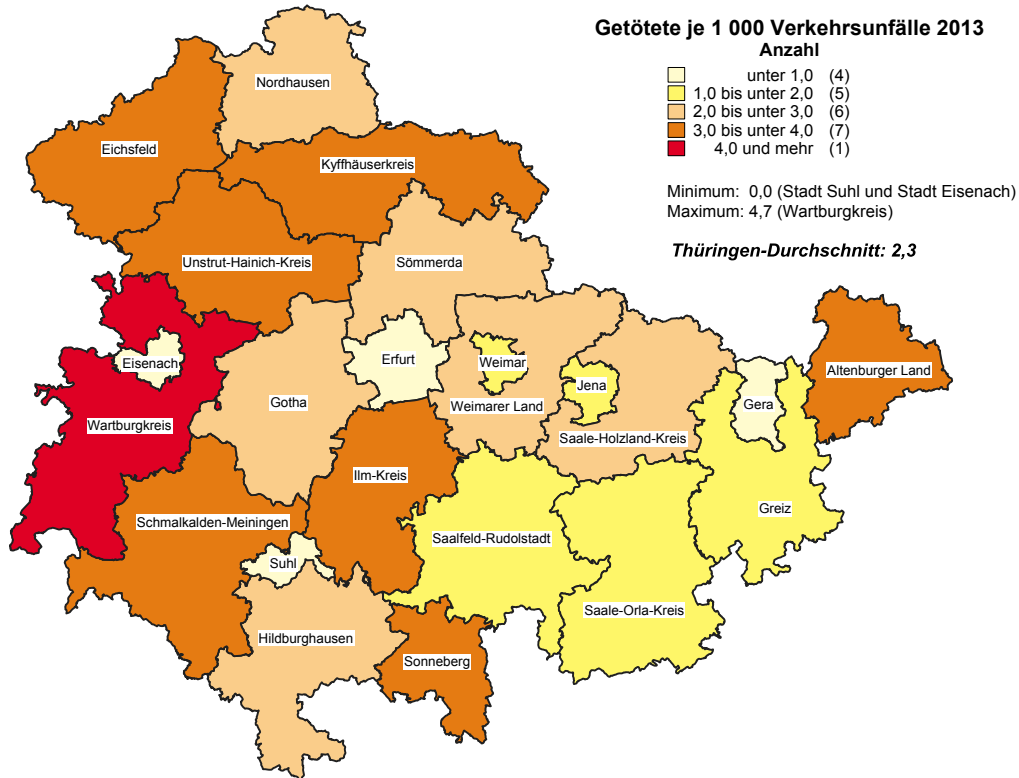 Getötete je 1 000 Verkehrsunfälle 2013
Anzahl
unter 1,0 (4)
1,0 bis unter 2,0 (5)
2,0 bis unter 3,0 (6)
3,0 bis unter 4,0 (7)
4,0 und mehr (1)
Minimum: 0,0 (Stadt Suhl und Stadt Eisenach)
Maximum: 4,7 (Wartburgkreis)
Thüringen-Durchschnitt: 2,3
Nordhausen
Eichsfeld
Kyffhäuserkreis
Unstrut-Hainich-Kreis
Sömmerda
Eisenach
Erfurt
Weimar
Jena
Gera
Altenburger Land
Gotha
Weimarer Land
Wartburgkreis
Saale-Holzland-Kreis
Ilm-Kreis
Greiz
Schmalkalden-Meiningen
Saalfeld-Rudolstadt
Suhl
Saale-Orla-Kreis
Hildburghausen
Sonneberg